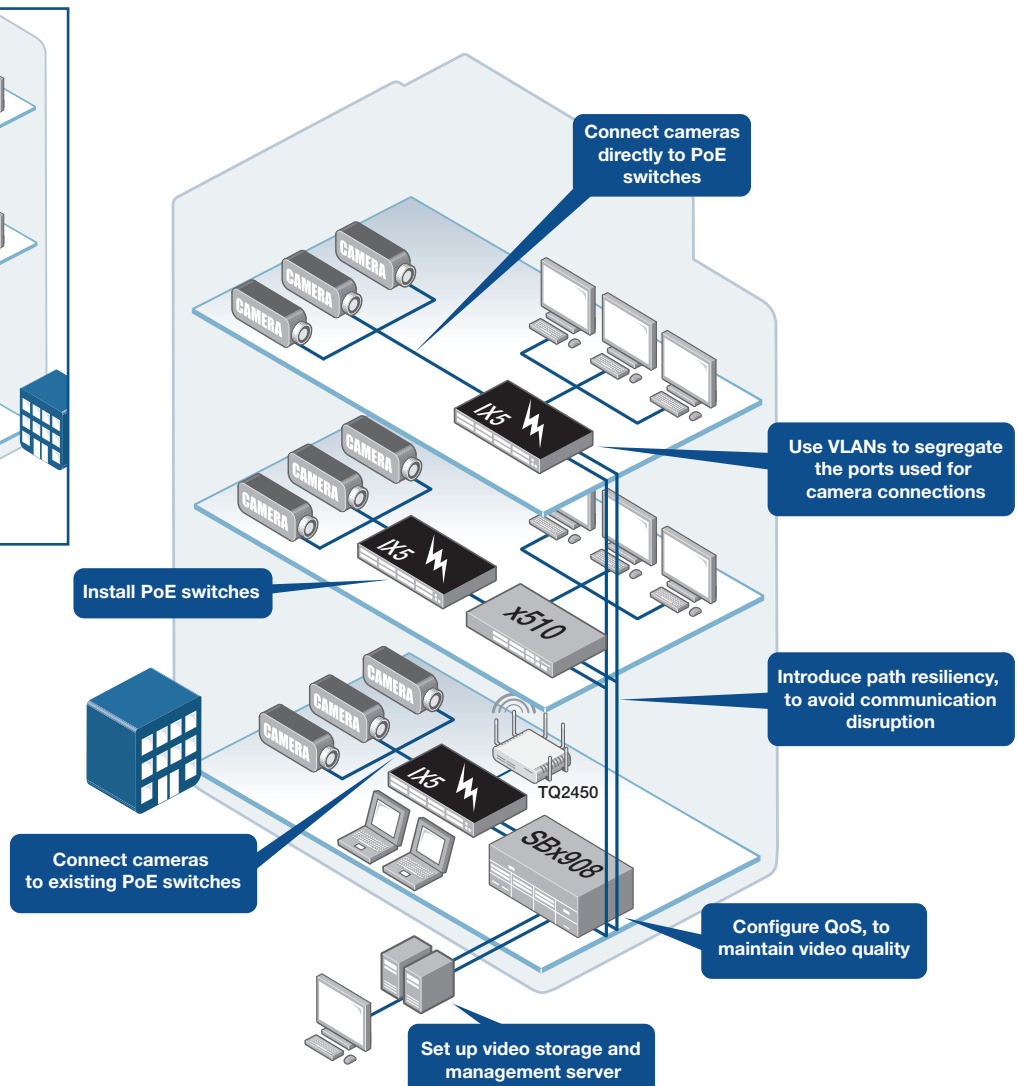 Connect cameras
directly to PoE
switches
CAMERA
CAMERA
CAMERA
IX5
Use VLANs to segregate
the ports used for
camera connections
CAMERA
CAMERA
CAMERA
IX5
Install PoE switches
x510
Introduce path resiliency,
to avoid communication
disruption
CAMERA
CAMERA
CAMERA
TQ2450
IX5
SBx908
Connect cameras
to existing PoE switches
Configure QoS, to
maintain video quality
Set up video storage and
management server